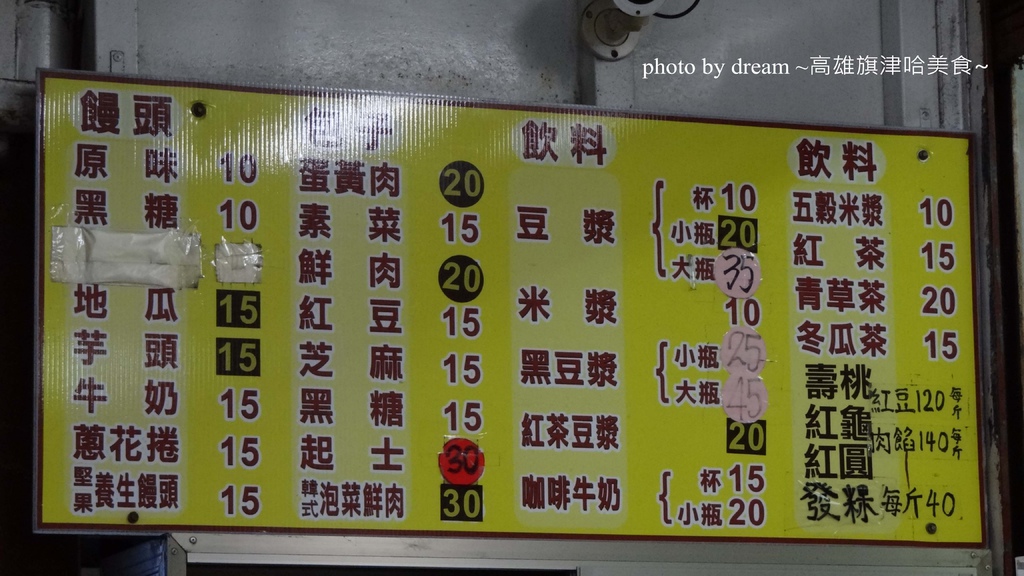 photo by dream ~高雄旗津哈美食~
饅頭
原味 10
黑糖 10
地瓜 15
芋頭 15
牛奶 15
蔥花捲 15
堅果養生饅頭 15
包子
蛋黃肉 20
素菜 15
鮮肉 20
紅豆 15
芝麻 15
黑糖 15
起士 30
韓式泡菜鮮肉 30
飲料
豆漿 杯 10
小瓶 20
大瓶 35
米漿 10
黑豆漿 小瓶 25
大瓶 45
紅茶豆漿 20
咖啡牛奶 杯 15
小瓶 20
飲料
五穀米漿 10
紅茶 15
青草茶 20
冬瓜茶 15
壽桃
紅龜
紅圓
紅豆120每斤
肉餡140每斤
發粿 每斤40